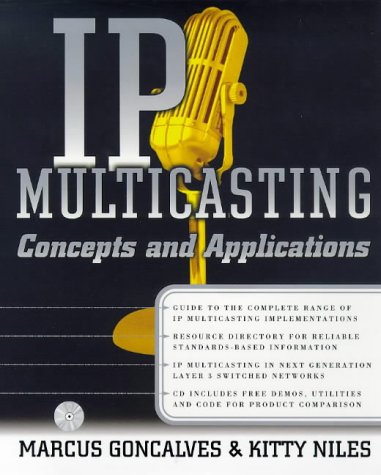 IP
MULTICASTING
Concepts and Applications
GUIDE TO THE COMPLETE RANGE OF
IP MULTICASTING IMPLEMENTATIONS
RESOURCE DIRECTORY FOR RELIABLE
STANDARDS-BASED INFORMATION
IP MULTICASTING IN NEXT GENERATION
LAYER 3 SWITCHED NETWORKS
CD INCLUDES FREE DEMOS, UTILITIES
AND CODE FOR PRODUCT COMPARISON
MARCUS GONCALVES & KITTY NILES